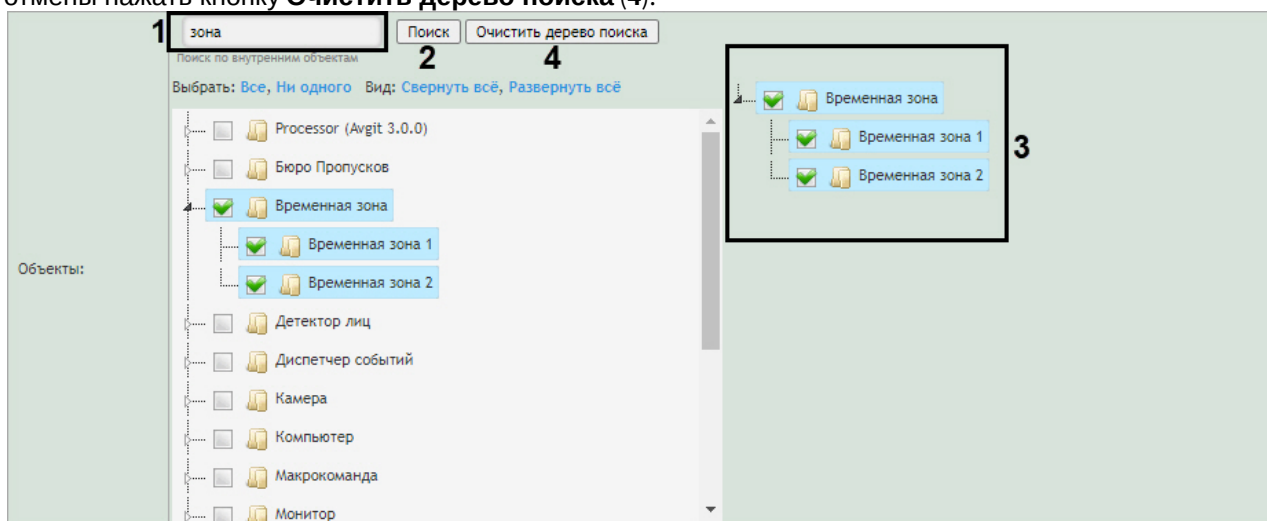 отмены нажать кнопку Очистить дерево поиска (4).
1 зона Поиск Очистить дерево поиска
Поиск по внутренним объектам 2 4
Выбрать: Все, Ни одного Вид: Свернуть всё, Развернуть всё
Processor (Avgit 3.0.0)
Бюро Пропусков
Временная зона
Временная зона 1
Временная зона 2
Детектор лиц
Диспетчер событий
Камера
Компьютер
Макрокоманда
Монитор
Объекты:
Временная зона
Временная зона 1
Временная зона 2
3